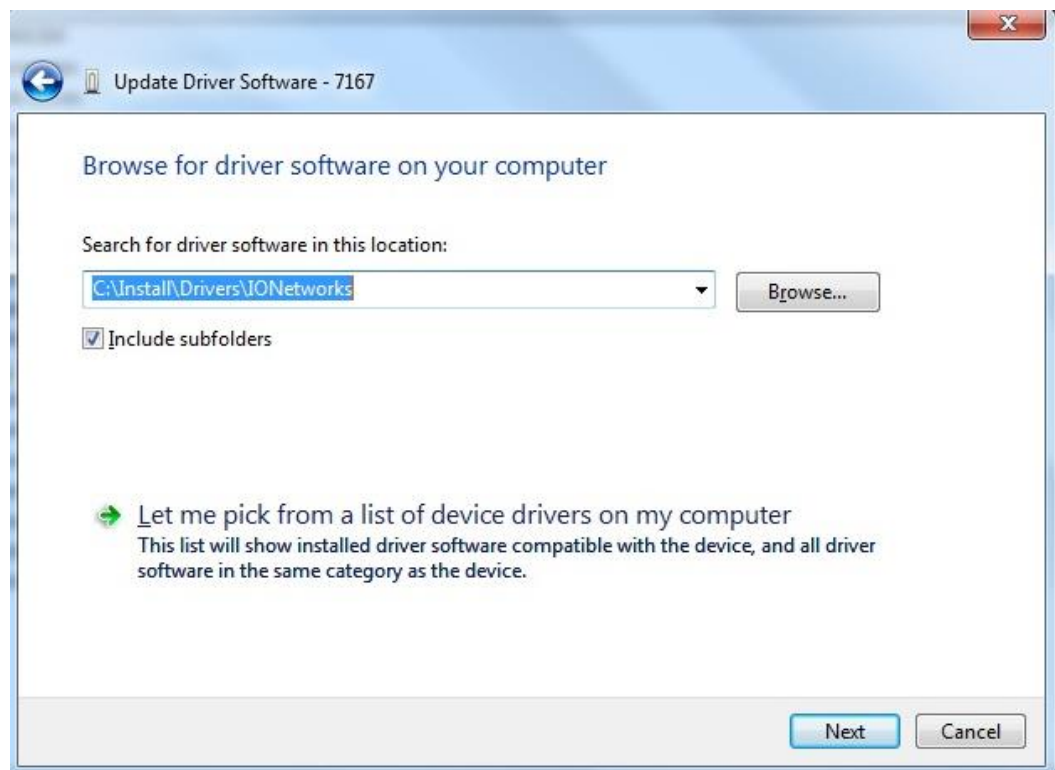 Update Driver Software - 7167
Browse for driver software on your computer
Search for driver software in this location:
C:\Install\Drivers\IONetworks
Browse...
Include subfolders
Let me pick from a list of device drivers on my computer
This list will show installed driver software compatible with the device, and all driver
software in the same category as the device.
Next
Cancel